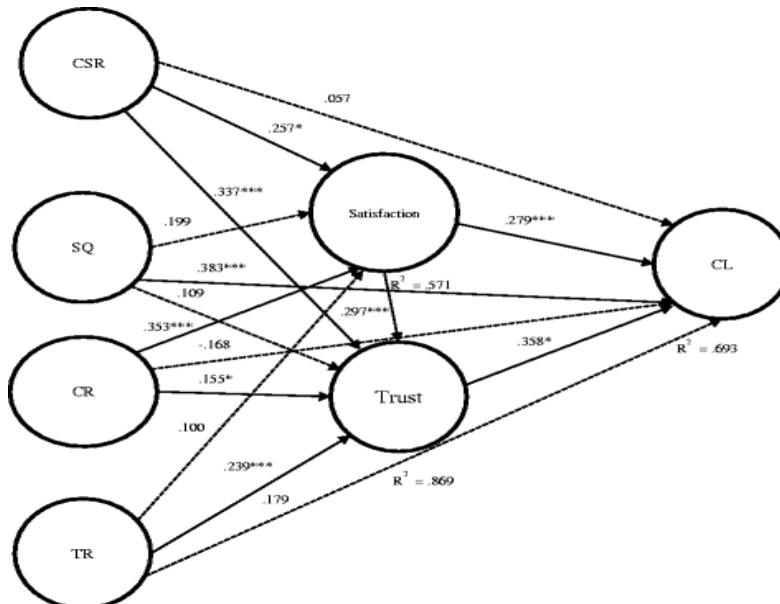 CSR
.057
.257*
.337***
Satisfaction
.199
.279***
SQ
.383***
CL
R² = .571
.109
.297***
.353***
-.168
.358*
R² = .693
CR
.155*
Trust
.100
.239***
.179
R² = .869
TR